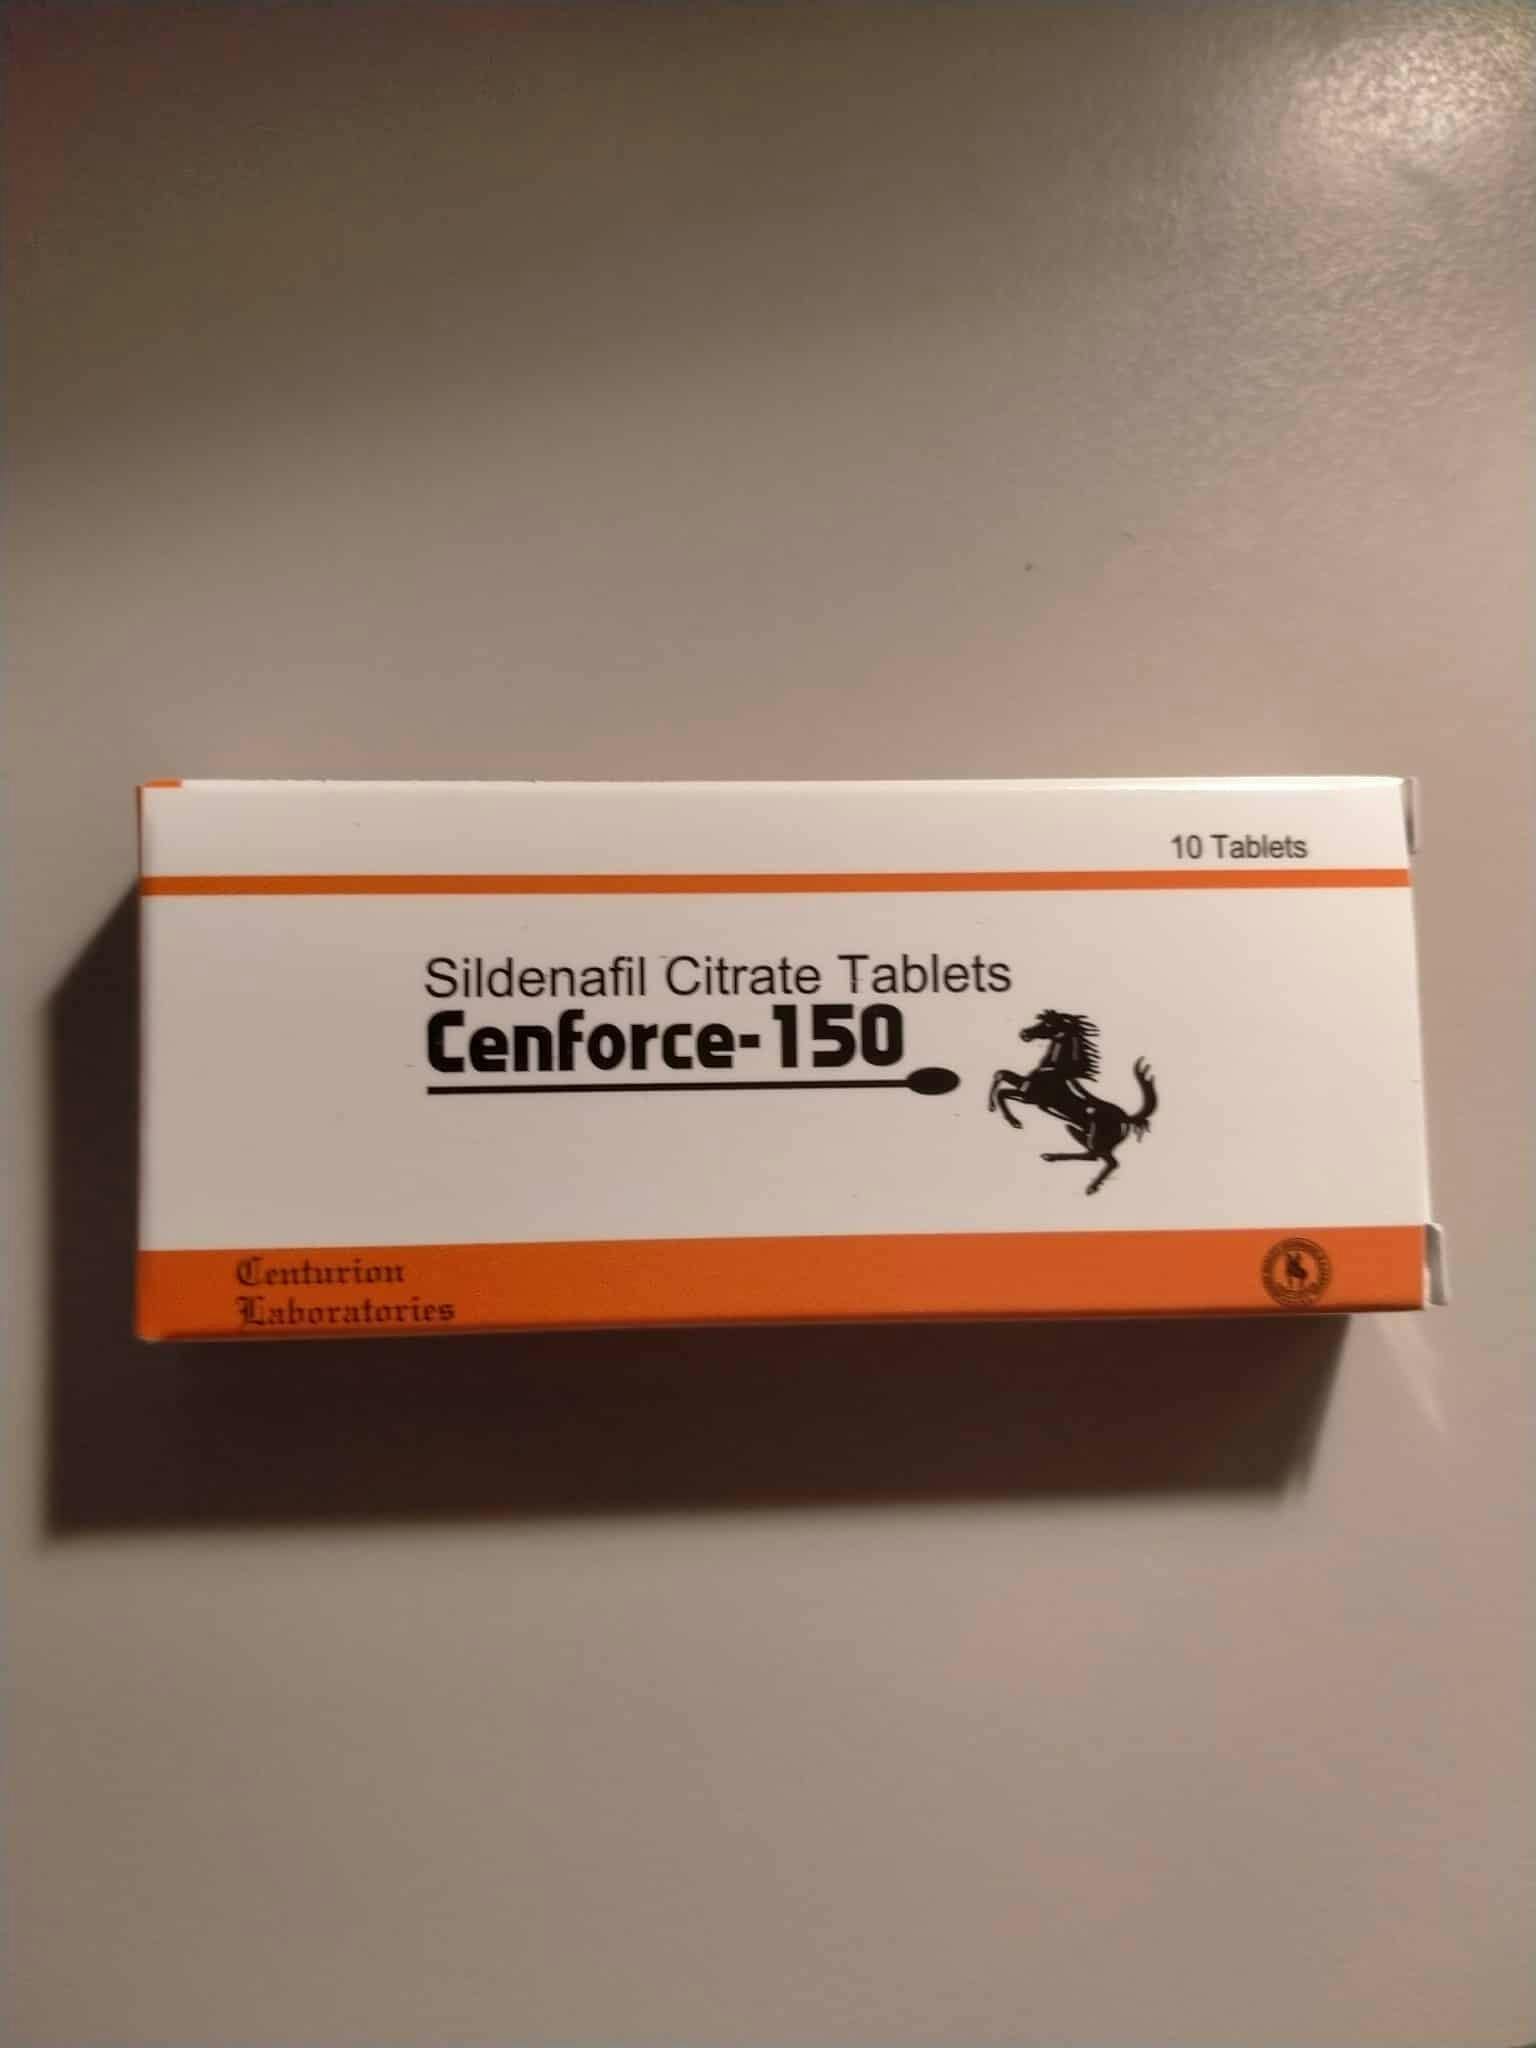 10 Tablets
Sildenafil Citrate Tablets
Cenforce-150
Centurion
Laboratories